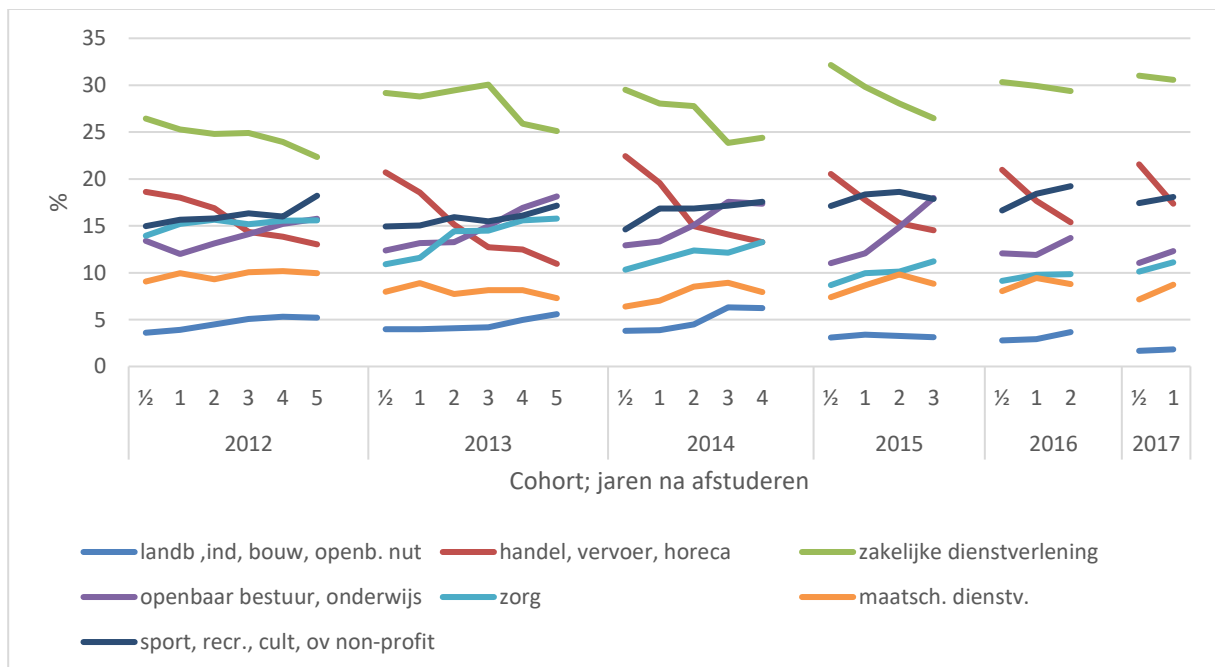 35
30
25
20
15
10
5
0
%
½ 1 2 3 4 5 ½ 1 2 3 4 5 ½ 1 2 3 4 ½ 1 2 3 ½ 1 2 ½ 1
2012 2013 2014 2015 2016 2017
Cohort; jaren na afstuderen
landb ,ind, bouw, openb. nut handel, vervoer, horeca zakelijke dienstverlening
openbaar bestuur, onderwijs zorg maatsch. dienstv.
sport, recr., cult, ov non-profit